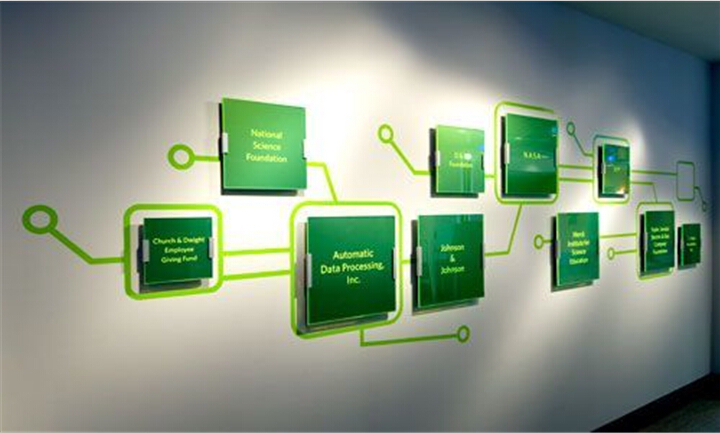 National
Science
Foundation
Church & Dwight
Employee
Giving Fund
Automatic
Data Processing,
Inc.
Johnson
&
Johnson
Foundation
N.A.S.A.
Merck
Institute for
Science
Education
Foundation